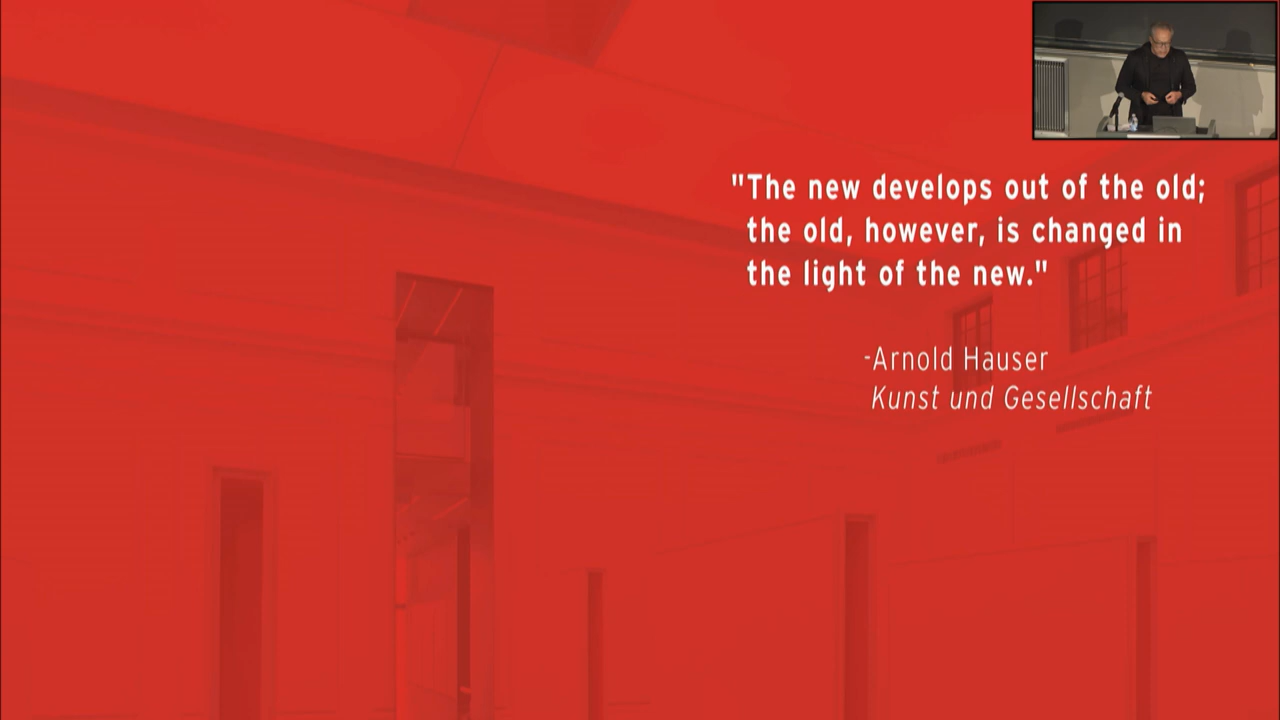 "The new develops out of the old;
the old, however, is changed in
the light of the new."
-Arnold Hauser
Kunst und Gesellschaft